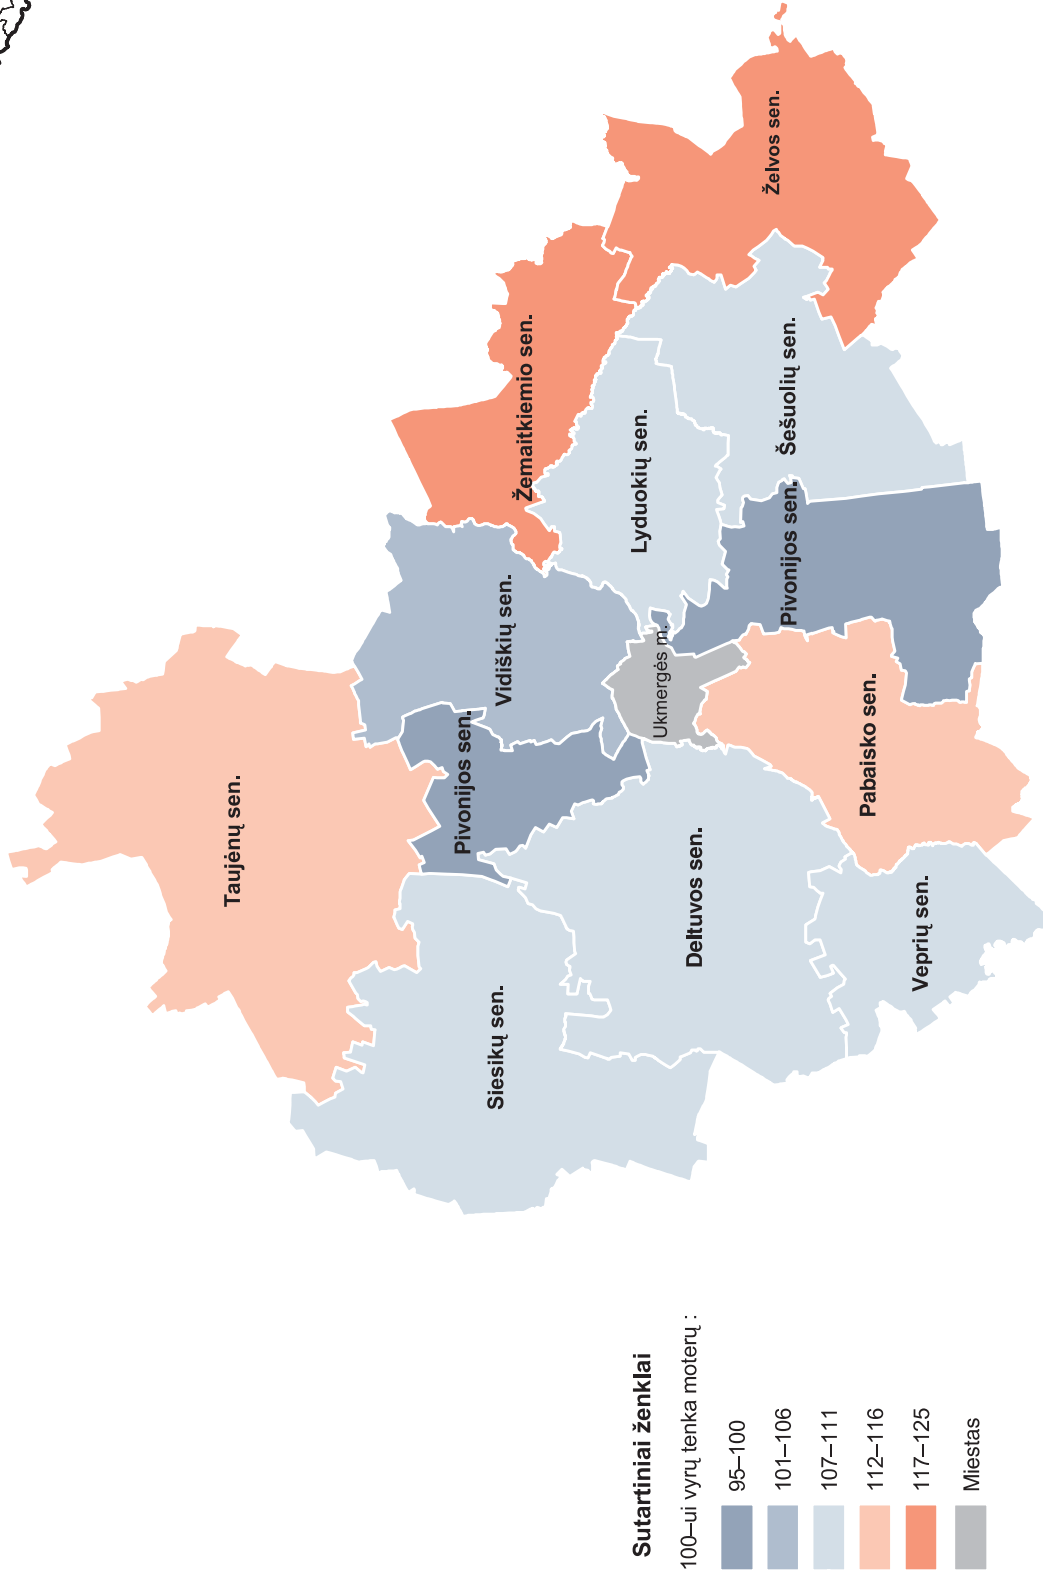 Taujėnų sen.
Siesikų sen.
Pivonijos sen.
Vidiškių sen.
Žemaitkiemio sen.
Deltuvos sen.
Ukmergės m.
Lyduokių sen.
Želvos sen.
Šešuolių sen.
Pivonijos sen.
Pabaisko sen.
Veprių sen.
Sutartiniai ženklai
100–ui vyrų tenka moterų :
95–100
101–106
107–111
112–116
117–125
Miestas